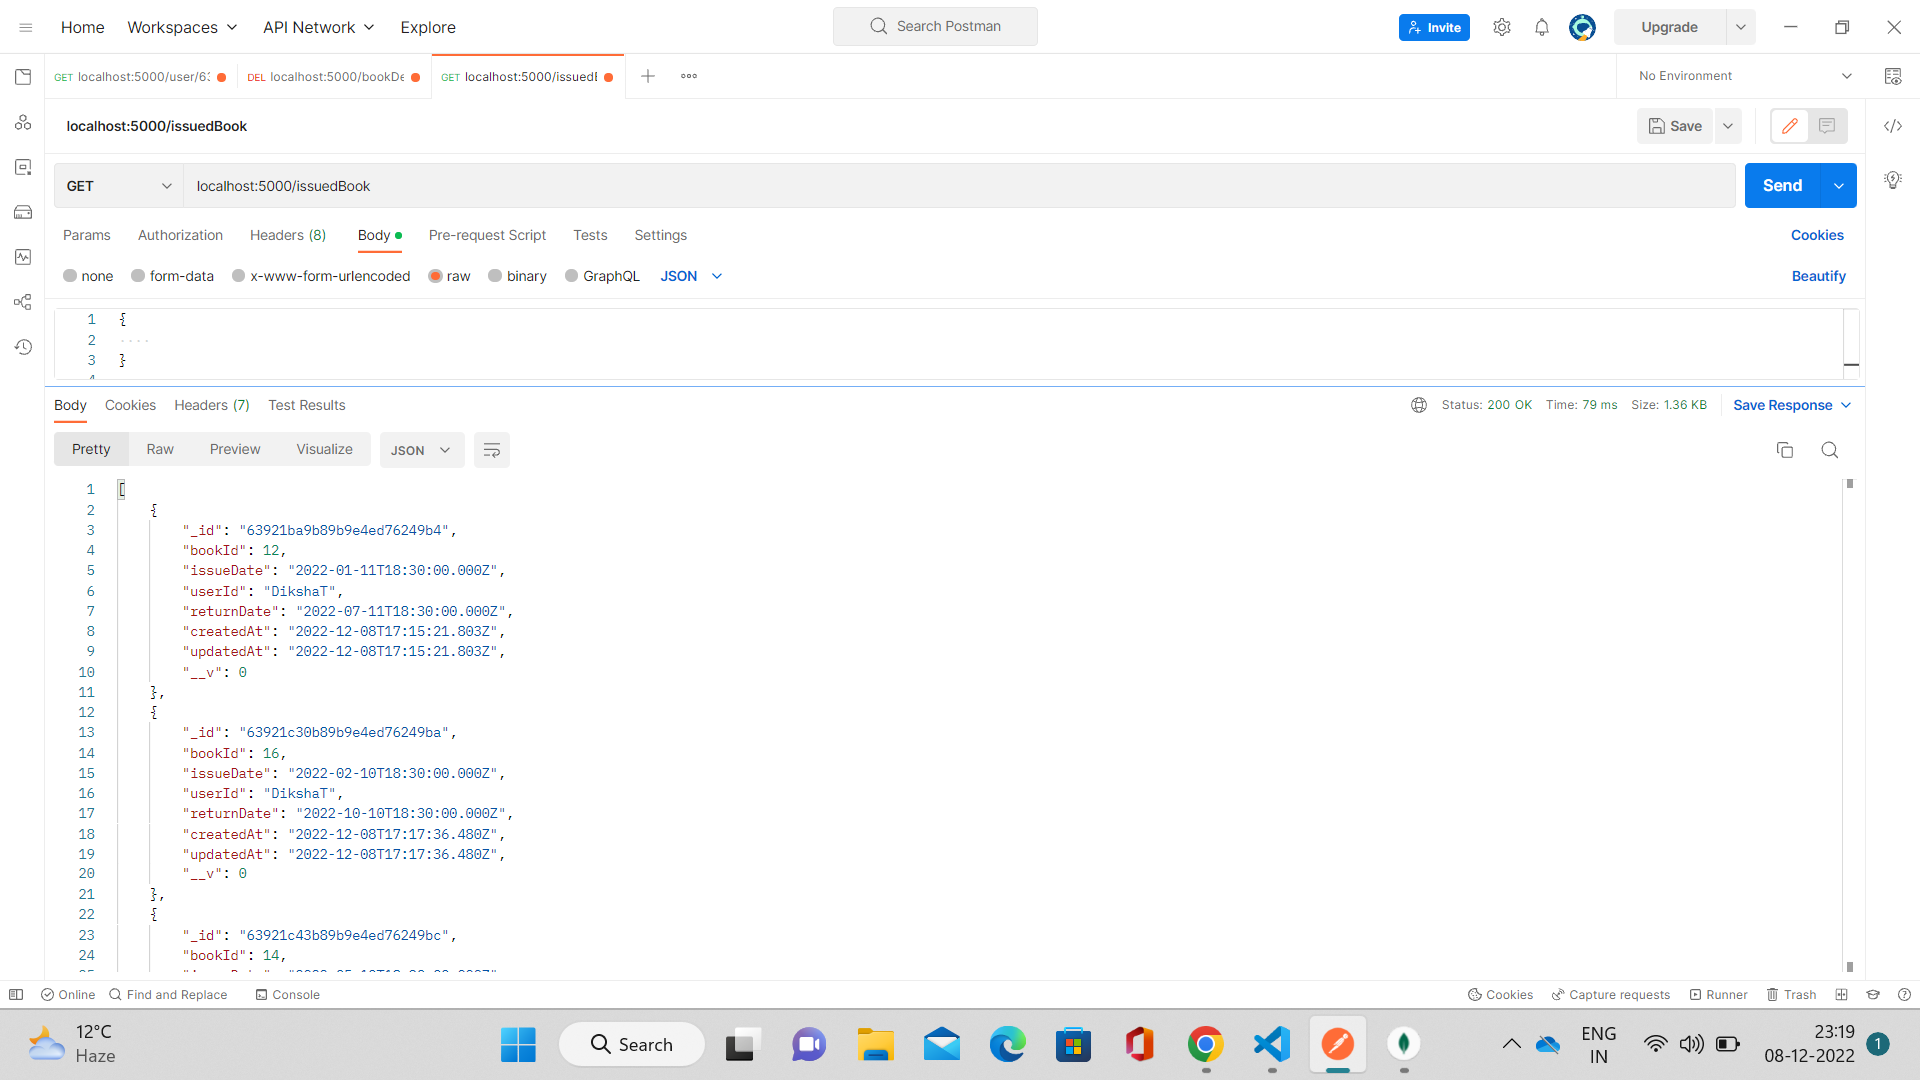 Home Workspaces API Network Explore Search Postman Invite Upgrade
GET localhost:5000/user/63 DEL localhost:5000/bookDe GET localhost:5000/issuedB No Environment
localhost:5000/issuedBook Save
GET localhost:5000/issuedBook Send
Params Authorization Headers (8) Body Pre-request Script Tests Settings Cookies
none form-data x-www-form-urlencoded raw binary GraphQL JSON Beautify
1 {
2 ····
3 }
Body Cookies Headers (7) Test Results Status: 200 OK Time: 79 ms Size: 1.36 KB Save Response
Pretty Raw Preview Visualize JSON
1 [
2 {
3 "_id": "63921ba9b89b9e4ed76249b4",
4 "bookId": 12,
5 "issueDate": "2022-01-11T18:30:00.000Z",
6 "userId": "DikshaT",
7 "returnDate": "2022-07-11T18:30:00.000Z",
8 "createdAt": "2022-12-08T17:15:21.803Z",
9 "updatedAt": "2022-12-08T17:15:21.803Z",
10 "__v": 0
11 },
12 {
13 "_id": "63921c30b89b9e4ed76249ba",
14 "bookId": 16,
15 "issueDate": "2022-02-10T18:30:00.000Z",
16 "userId": "DikshaT",
17 "returnDate": "2022-10-10T18:30:00.000Z",
18 "createdAt": "2022-12-08T17:17:36.480Z",
19 "updatedAt": "2022-12-08T17:17:36.480Z",
20 "__v": 0
21 },
22 {
23 "_id": "63921c43b89b9e4ed76249bc",
24 "bookId": 14,
Online Find and Replace Console Cookies Capture requests Runner Trash
12°C
Haze
Search
ENG
IN
23:19
08-12-2022
1